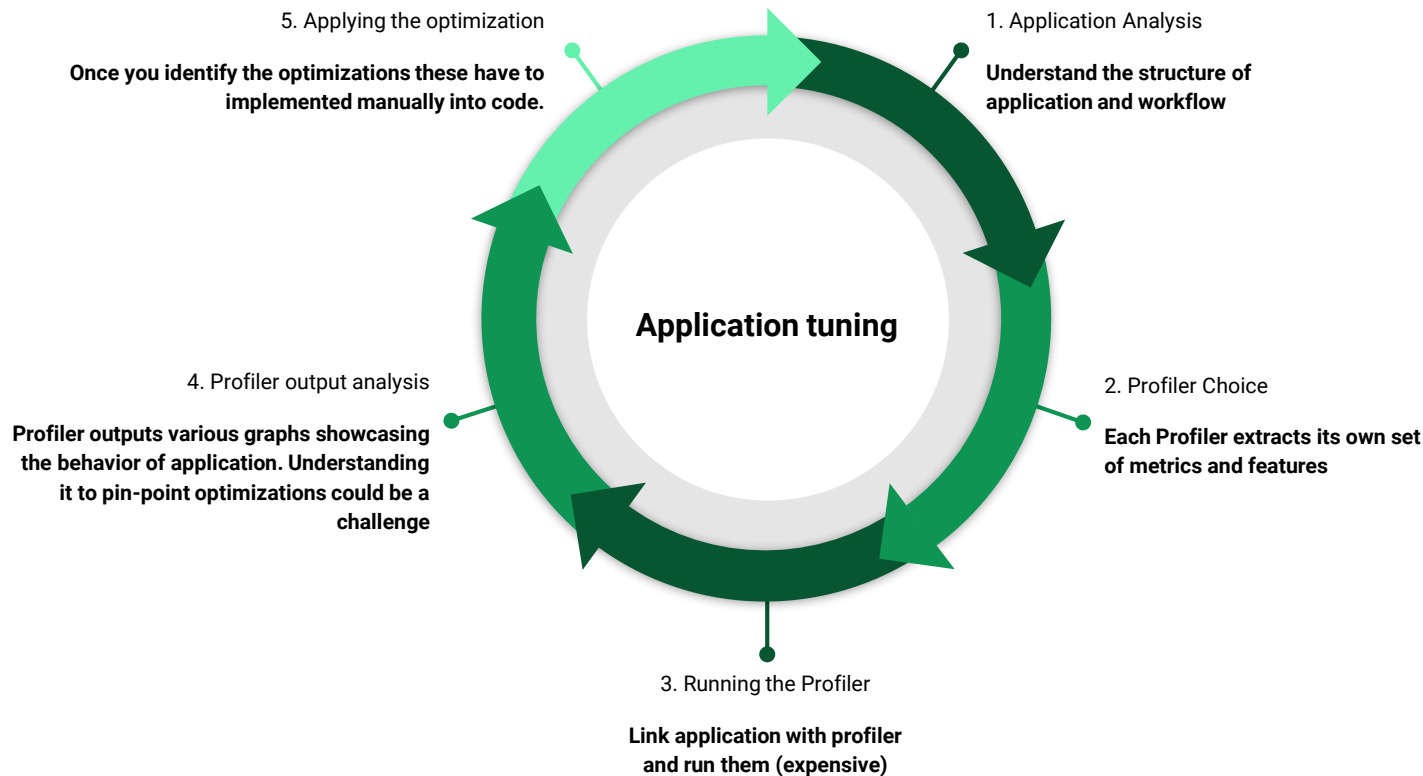 5. Applying the optimization
Once you identify the optimizations these have to
implemented manually into code.
1. Application Analysis
Understand the structure of
application and workflow
Application tuning
4. Profiler output analysis
Profiler outputs various graphs showcasing
the behavior of application. Understanding
it to pin-point optimizations could be a
challenge
2. Profiler Choice
Each Profiler extracts its own set
of metrics and features
3. Running the Profiler
Link application with profiler
and run them (expensive)